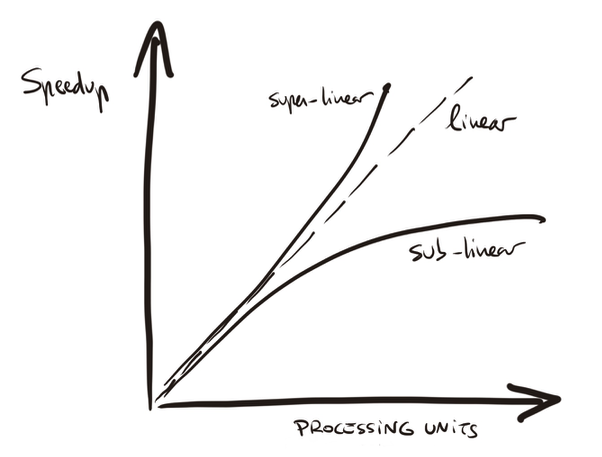 Speedup
super-linear
linear
sub-linear
PROCESSING UNITS